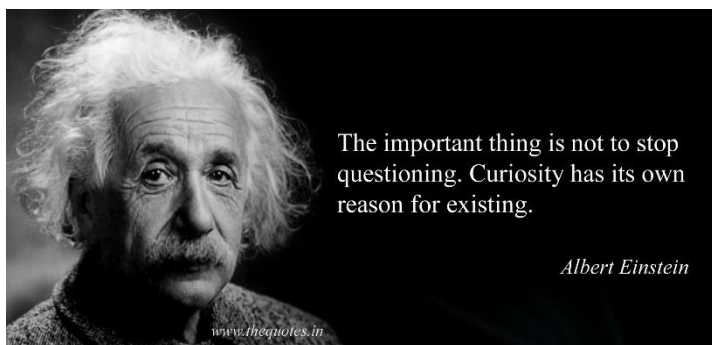 The important thing is not to stop
questioning. Curiosity has its own
reason for existing.
Albert Einstein
www.thequotes.in